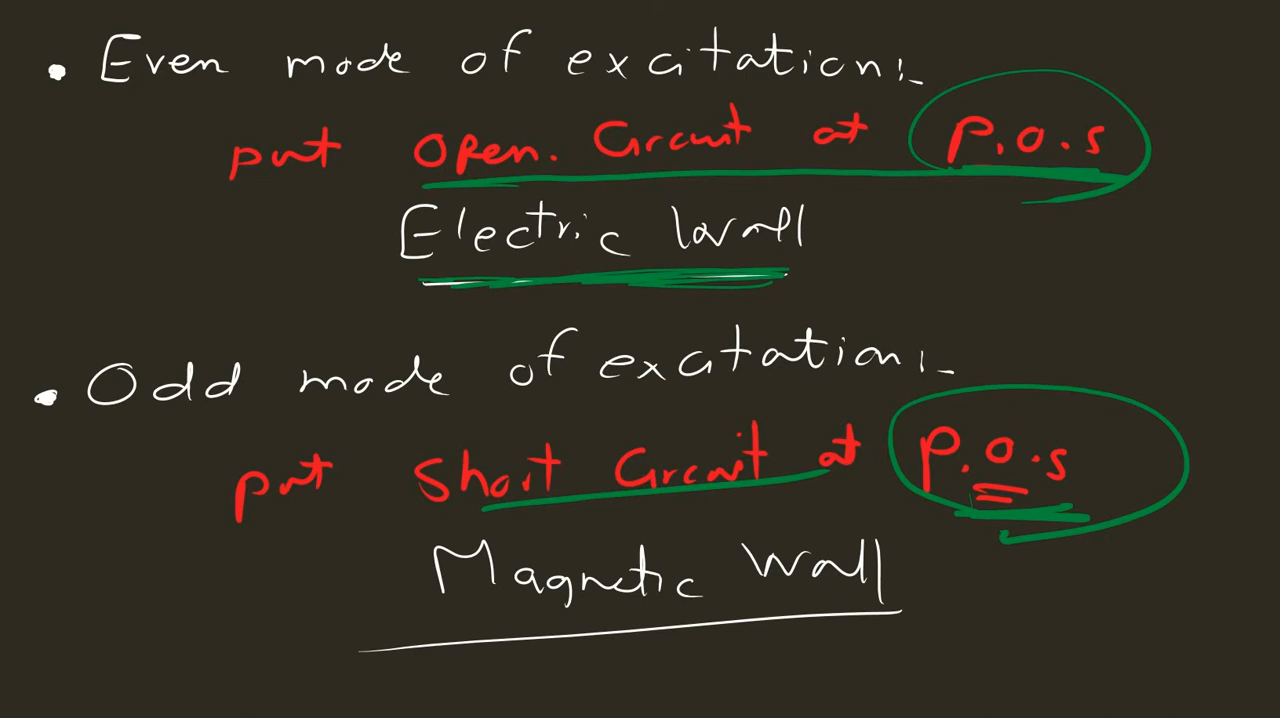 • Even mode of excitation:-
put open. Circuit at P.o.s
Electric Wall
• Odd mode of excitation:-
put Short Circuit at P.o.s
Magnetic Wall